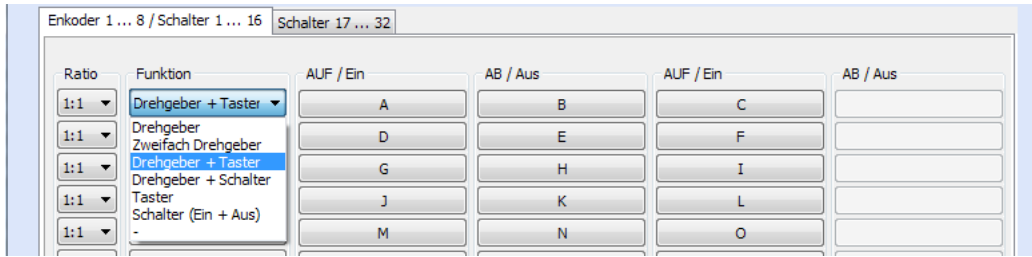 Enkoder 1 ... 8 / Schalter 1 ... 16 Schalter 17 ... 32
Ratio Funktion AUF / Ein AB / Aus AUF / Ein AB / Aus
1:1 Drehgeber + Taster A B C
1:1 Drehgeber D E F
Zweifach Drehgeber
1:1 Drehgeber + Taster G H I
Drehgeber + Schalter
1:1 Taster J K L
Schalter (Ein + Aus)
1:1 - M N O